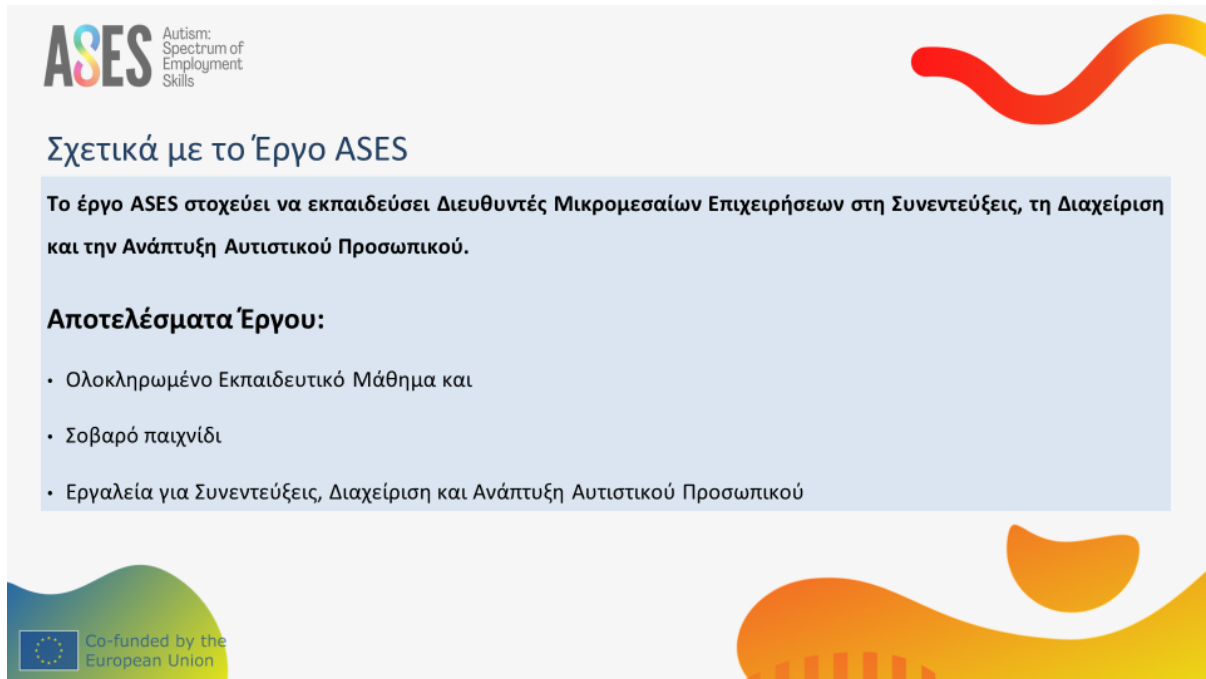 ASES
Autism:
Spectrum of
Employment
Skills
Σχετικά με το Έργο ASES
Το έργο ASES στοχεύει να εκπαιδεύσει Διευθυντές Μικρομεσαίων Επιχειρήσεων στη Συνεντεύξεις, τη Διαχείριση
και την Ανάπτυξη Αυτιστικού Προσωπικού.
Αποτελέσματα Έργου:
• Ολοκληρωμένο Εκπαιδευτικό Μάθημα και
• Σοβαρό παιχνίδι
• Εργαλεία για Συνεντεύξεις, Διαχείριση και Ανάπτυξη Αυτιστικού Προσωπικού
Co-funded by the
European Union